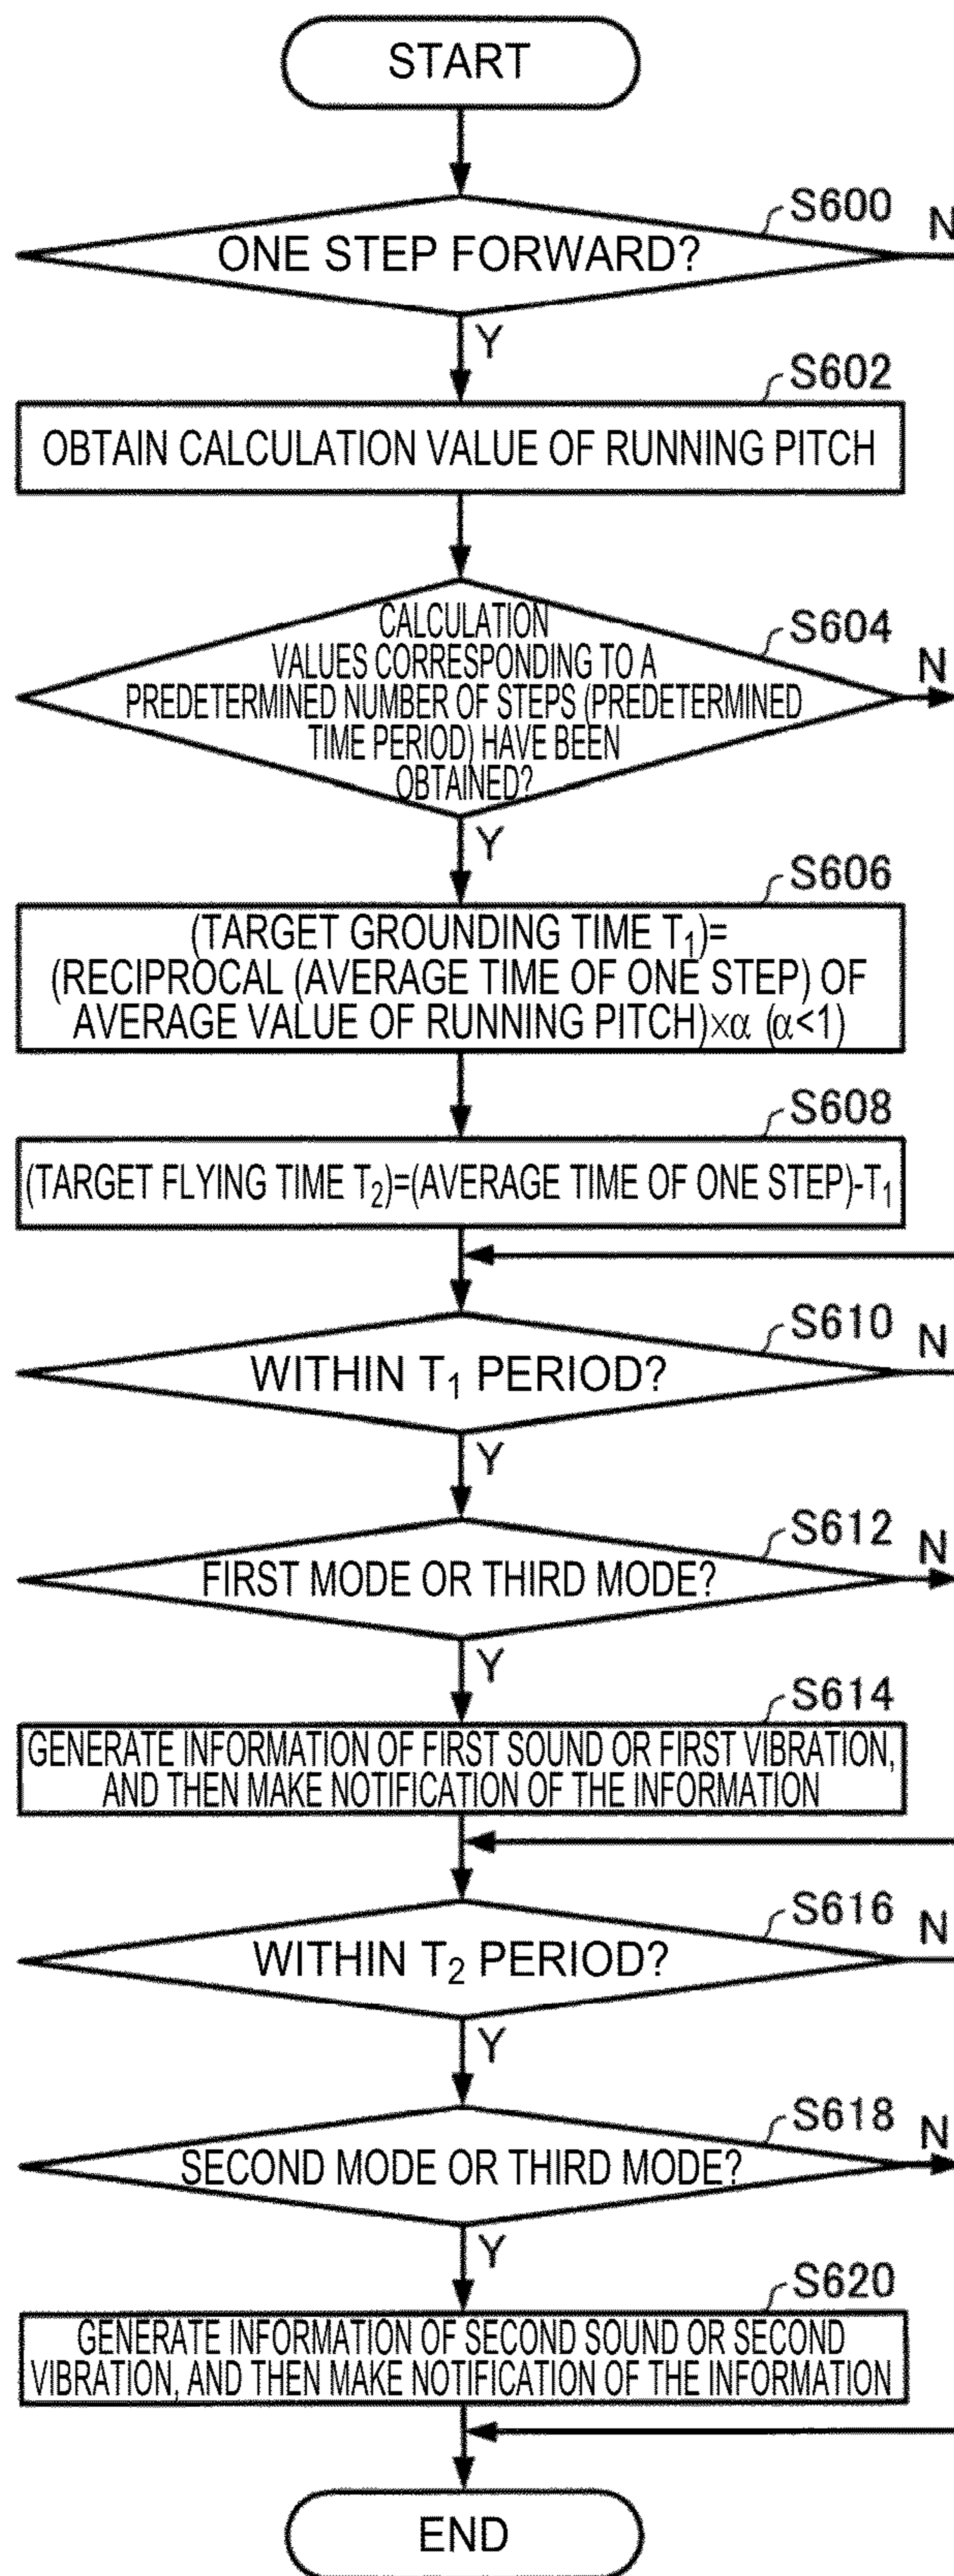 START
S600
N
ONE STEP FORWARD?
Y
S602
OBTAIN CALCULATION VALUE OF RUNNING PITCH
S604
N
CALCULATION
VALUES CORRESPONDING TO A
PREDETERMINED NUMBER OF STEPS (PREDETERMINED
TIME PERIOD) HAVE BEEN
OBTAINED?
Y
S606
(TARGET GROUNDING TIME T₁)=
(RECIPROCAL (AVERAGE TIME OF ONE STEP) OF
AVERAGE VALUE OF RUNNING PITCH)×α (α<1)
S608
(TARGET FLYING TIME T₂)=(AVERAGE TIME OF ONE STEP)-T₁
S610
N
WITHIN T₁ PERIOD?
Y
S612
N
FIRST MODE OR THIRD MODE?
Y
S614
GENERATE INFORMATION OF FIRST SOUND OR FIRST VIBRATION,
AND THEN MAKE NOTIFICATION OF THE INFORMATION
S616
N
WITHIN T₂ PERIOD?
Y
S618
N
SECOND MODE OR THIRD MODE?
Y
S620
GENERATE INFORMATION OF SECOND SOUND OR SECOND
VIBRATION, AND THEN MAKE NOTIFICATION OF THE INFORMATION
END